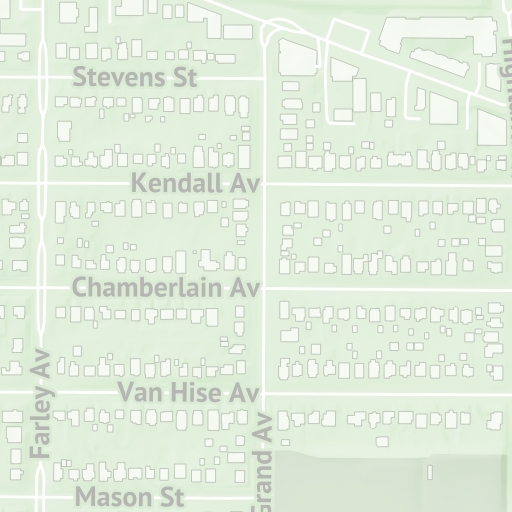 Stevens St
Kendall Av
Chamberlain Av
Van Hise Av
Mason St
Farley Av
Grand Av